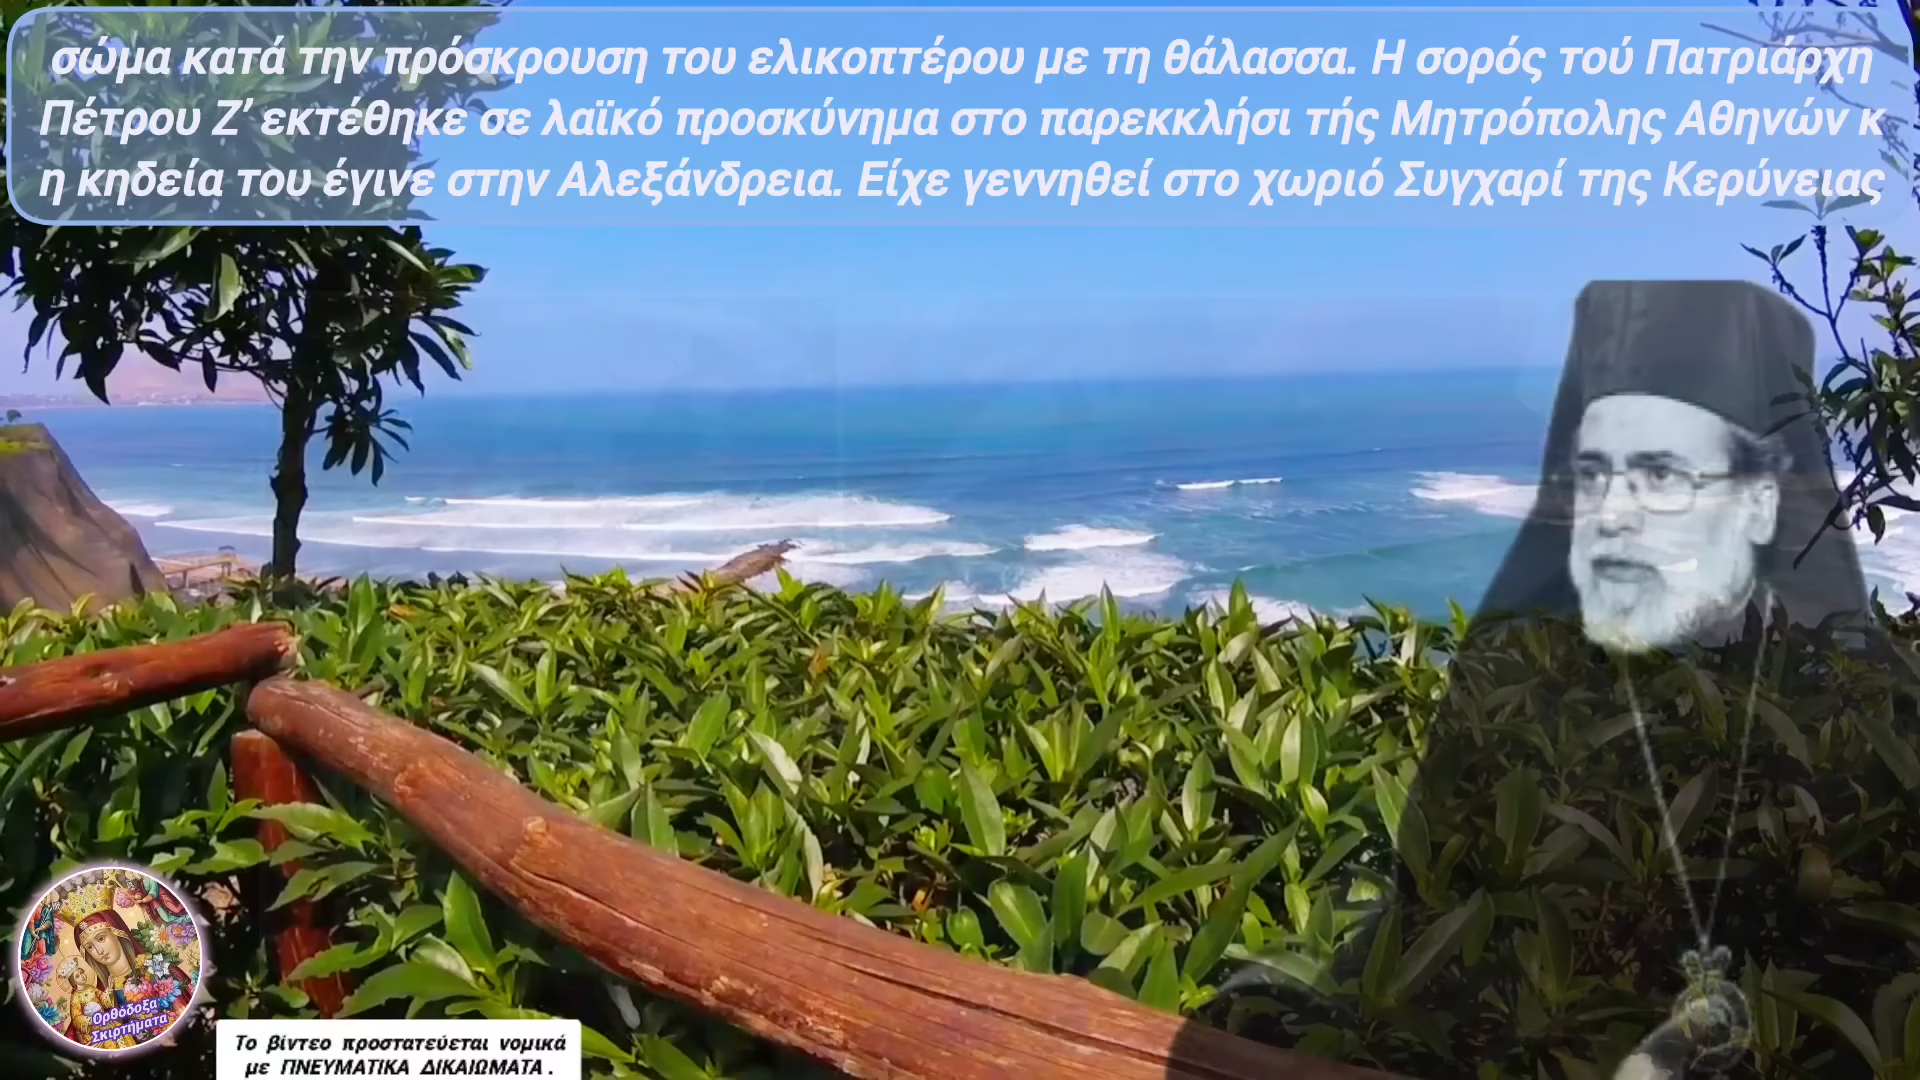 σώμα κατά την πρόσκρουση του ελικοπτέρου με τη θάλασσα. Η σορός τού Πατριάρχη
Πέτρου Ζ’ εκτέθηκε σε λαϊκό προσκύνημα στο παρεκκλήσι τής Μητρόπολης Αθηνών κ
η κηδεία του έγινε στην Αλεξάνδρεια. Είχε γεννηθεί στο χωριό Συγχαρί της Κερύνειας
Ορθόδοξα
Σκιρτήματα
Το βίντεο προστατεύεται νομικά
με ΠΝΕΥΜΑΤΙΚΑ ΔΙΚΑΙΩΜΑΤΑ.